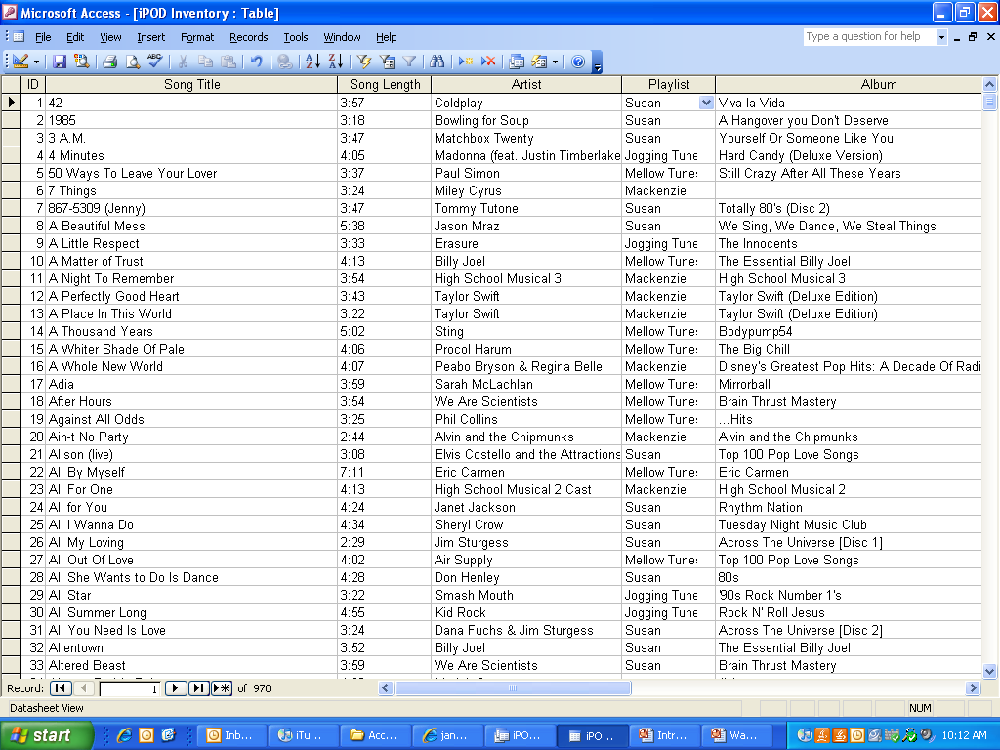 Microsoft Access - [iPOD Inventory : Table]
File Edit View Insert Format Records Tools Window Help Type a question for help
ID Song Title Song Length Artist Playlist Album
1 42 3:57 Coldplay Susan Viva la Vida
2 1985 3:18 Bowling for Soup Susan A Hangover you Don't Deserve
3 3 A.M. 3:47 Matchbox Twenty Susan Yourself Or Someone Like You
4 4 Minutes 4:05 Madonna (feat. Justin Timberlake Jogging Tune Hard Candy (Deluxe Version)
5 50 Ways To Leave Your Lover 3:37 Paul Simon Mellow Tunes Still Crazy After All These Years
6 7 Things 3:24 Miley Cyrus Mackenzie
7 867-5309 (Jenny) 3:47 Tommy Tutone Susan Totally 80's (Disc 2)
8 A Beautiful Mess 5:38 Jason Mraz Susan We Sing, We Dance, We Steal Things
9 A Little Respect 3:33 Erasure Jogging Tune The Innocents
10 A Matter of Trust 4:13 Billy Joel Mellow Tunes The Essential Billy Joel
11 A Night To Remember 3:54 High School Musical 3 Mackenzie High School Musical 3
12 A Perfectly Good Heart 3:43 Taylor Swift Mackenzie Taylor Swift (Deluxe Edition)
13 A Place In This World 3:22 Taylor Swift Mackenzie Taylor Swift (Deluxe Edition)
14 A Thousand Years 5:02 Sting Mellow Tunes Bodypump54
15 A Whiter Shade Of Pale 4:06 Procol Harum Mellow Tunes The Big Chill
16 A Whole New World 4:07 Peabo Bryson & Regina Belle Mackenzie Disney's Greatest Pop Hits: A Decade Of Radi
17 Adia 3:59 Sarah McLachlan Mellow Tunes Mirrorball
18 After Hours 3:54 We Are Scientists Mellow Tunes Brain Thrust Mastery
19 Against All Odds 3:25 Phil Collins Mellow Tunes ...Hits
20 Ain-t No Party 2:44 Alvin and the Chipmunks Mackenzie Alvin and the Chipmunks
21 Alison (live) 3:08 Elvis Costello and the Attractions Susan Top 100 Pop Love Songs
22 All By Myself 7:11 Eric Carmen Mellow Tunes Eric Carmen
23 All For One 4:13 High School Musical 2 Cast Mackenzie High School Musical 2
24 All for You 4:24 Janet Jackson Susan Rhythm Nation
25 All I Wanna Do 4:34 Sheryl Crow Susan Tuesday Night Music Club
26 All My Loving 2:29 Jim Sturgess Susan Across The Universe [Disc 1]
27 All Out Of Love 4:02 Air Supply Mellow Tunes Top 100 Pop Love Songs
28 All She Wants to Do Is Dance 4:28 Don Henley Susan 80s
29 All Star 3:22 Smash Mouth Jogging Tune '90s Rock Number 1's
30 All Summer Long 4:55 Kid Rock Jogging Tune Rock N' Roll Jesus
31 All You Need Is Love 3:24 Dana Fuchs & Jim Sturgess Susan Across The Universe [Disc 2]
32 Allentown 3:52 Billy Joel Susan The Essential Billy Joel
33 Altered Beast 3:59 We Are Scientists Susan Brain Thrust Mastery
Record: 1 of 970
Datasheet View NUM
start Inb... iTu... Acc... jan... iPO... iPO... Intr... Wa... 10:12 AM